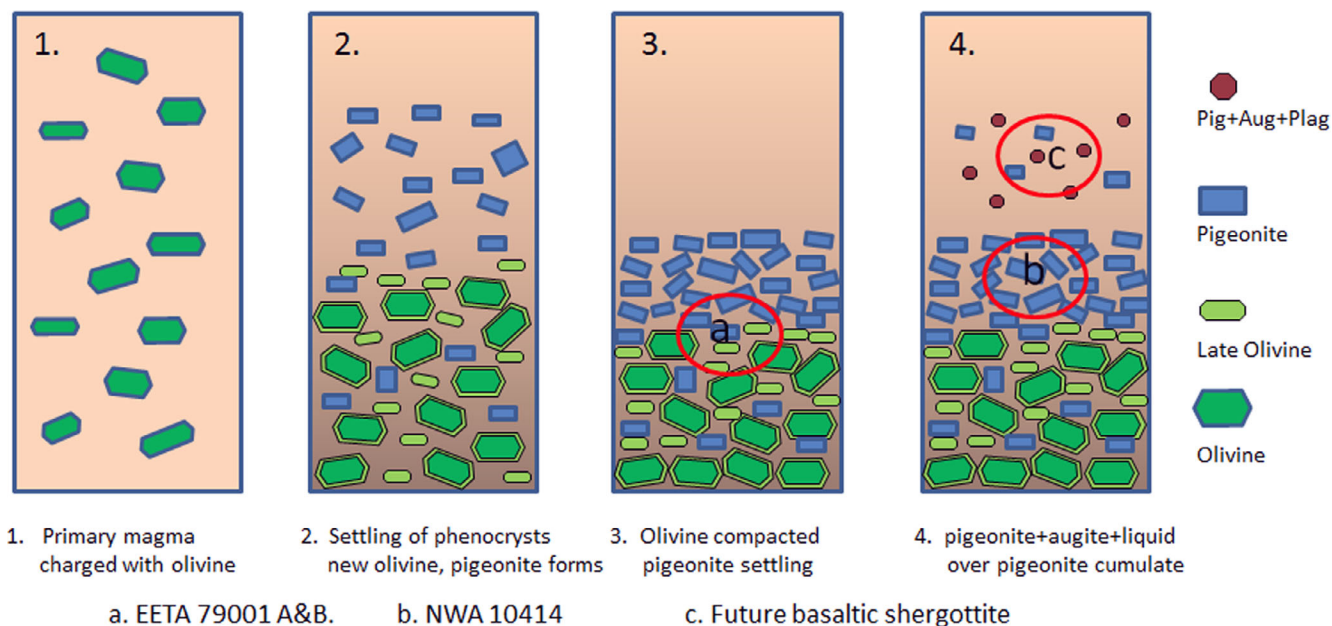 1.
2.
3.
4.
c
b
a
Pig+Aug+Plag
Pigeonite
Late Olivine
Olivine
1. Primary magma
charged with olivine
2. Settling of phenocrysts
new olivine, pigeonite forms
3. Olivine compacted
pigeonite settling
4. pigeonite+augite+liquid
over pigeonite cumulate
a. EETA 79001 A&B.
b. NWA 10414
c. Future basaltic shergottite